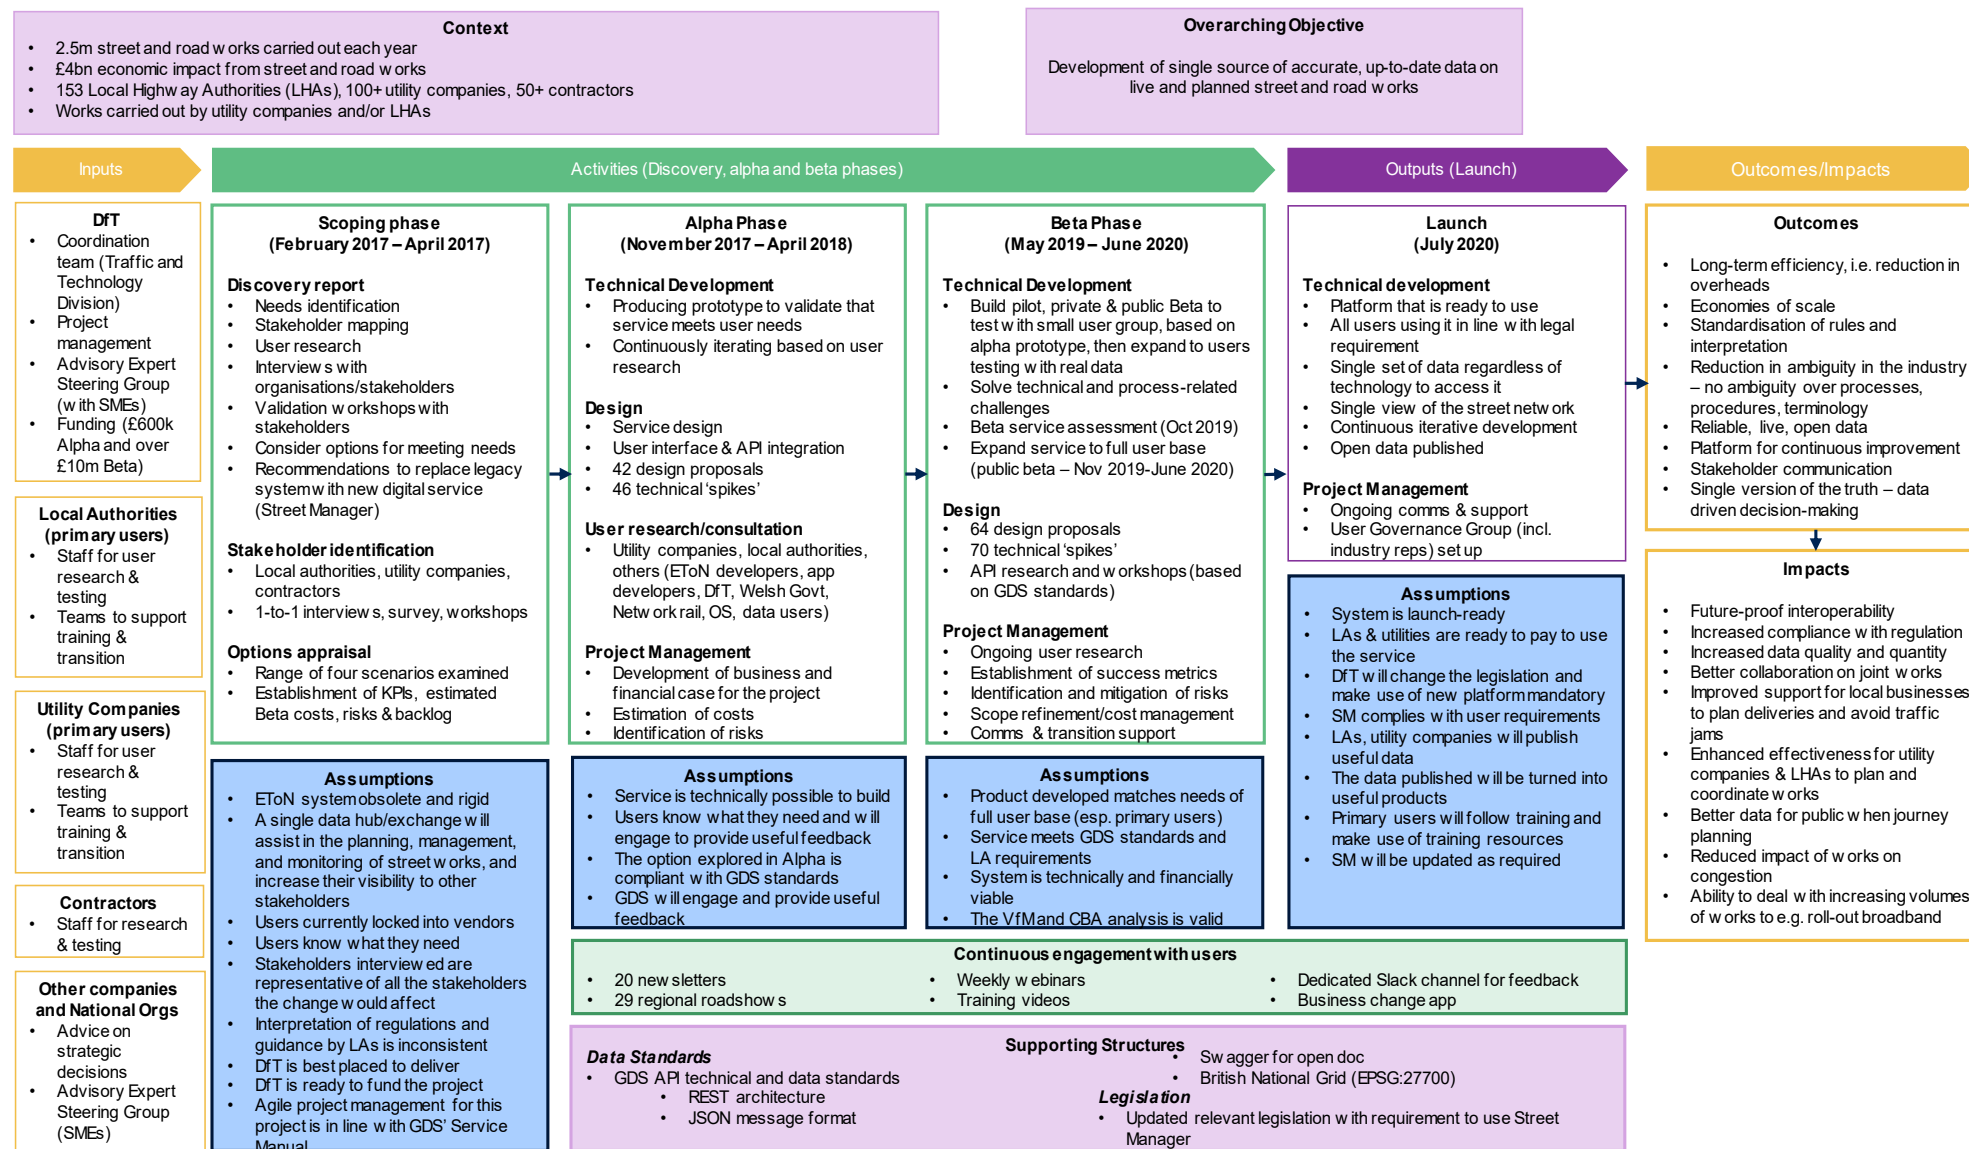 Context
• 2.5m street and road works carried out each year
• £4bn economic impact from street and road works
• 153 Local Highway Authorities (LHAs), 100+ utility companies, 50+ contractors
• Works carried out by utility companies and/or LHAs
Overarching Objective
Development of single source of accurate, up-to-date data on
live and planned street and road works
Inputs
Activities (Discovery, alpha and beta phases)
Outputs (Launch)
Outcomes/Impacts
DfT
• Coordination
team (Traffic and
Technology
Division)
• Project
management
• Advisory Expert
Steering Group
(with SMEs)
• Funding (£600k
Alpha and over
£10m Beta)
Local Authorities
(primary users)
• Staff for user
research &
testing
• Teams to support
training &
transition
Utility Companies
(primary users)
• Staff for user
research &
testing
• Teams to support
training &
transition
Contractors
• Staff for research
& testing
Other companies
and National Orgs
• Advice on
strategic
decisions
• Advisory Expert
Steering Group
(SMEs)
Scoping phase
(February 2017 – April 2017)
Discovery report
• Needs identification
• Stakeholder mapping
• User research
• Interviews with
organisations/stakeholders
• Validation workshops with
stakeholders
• Consider options for meeting needs
• Recommendations to replace legacy
system with new digital service
(Street Manager)
Stakeholder identification
• Local authorities, utility companies,
contractors
• 1-to-1 interviews, survey, workshops
Options appraisal
• Range of four scenarios examined
• Establishment of KPIs, estimated
Beta costs, risks & backlog
Assumptions
• EToN system obsolete and rigid
• A single data hub/exchange will
assist in the planning, management,
and monitoring of street works, and
increase their visibility to other
stakeholders
• Users currently locked into vendors
• Users know what they need
• Stakeholders interviewed are
representative of all the stakeholders
the change would affect
• Interpretation of regulations and
guidance by LAs is inconsistent
• DfT is best placed to deliver
• DfT is ready to fund the project
• Agile project management for this
project is in line with GDS' Service
Manual
Alpha Phase
(November 2017 – April 2018)
Technical Development
• Producing prototype to validate that
service meets user needs
• Continuously iterating based on user
research
Design
• Service design
• User interface & API integration
• 42 design proposals
• 46 technical 'spikes'
User research/consultation
• Utility companies, local authorities,
others (EToN developers, app
developers, DfT, Welsh Govt,
Network rail, OS, data users)
Project Management
• Development of business and
financial case for the project
• Estimation of costs
• Identification of risks
Assumptions
• Service is technically possible to build
• Users know what they need and will
engage to provide useful feedback
• The option explored in Alpha is
compliant with GDS standards
• GDS will engage and provide useful
feedback
Beta Phase
(May 2019 – June 2020)
Technical Development
• Build pilot, private & public Beta to
test with small user group, based on
alpha prototype, then expand to users
testing with real data
• Solve technical and process-related
challenges
• Beta service assessment (Oct 2019)
• Expand service to full user base
(public beta – Nov 2019-June 2020)
Design
• 64 design proposals
• 70 technical 'spikes'
• API research and workshops (based
on GDS standards)
Project Management
• Ongoing user research
• Establishment of success metrics
• Identification and mitigation of risks
• Scope refinement/cost management
• Comms & transition support
Assumptions
• Product developed matches needs of
full user base (esp. primary users)
• Service meets GDS standards and
LA requirements
• System is technically and financially
viable
• The VfM and CBA analysis is valid
Launch
(July 2020)
Technical development
• Platform that is ready to use
• All users using it in line with legal
requirement
• Single set of data regardless of
technology to access it
• Single view of the street network
• Continuous iterative development
• Open data published
Project Management
• Ongoing comms & support
• User Governance Group (incl.
industry reps) set up
Assumptions
• System is launch-ready
• LAs & utilities are ready to pay to use
the service
• DfT will change the legislation and
make use of new platform mandatory
• SM complies with user requirements
• LAs, utility companies will publish
useful data
• The data published will be turned into
useful products
• Primary users will follow training and
make use of training resources
• SM will be updated as required
Outcomes
• Long-term efficiency, i.e. reduction in
overheads
• Economies of scale
• Standardisation of rules and
interpretation
• Reduction in ambiguity in the industry
– no ambiguity over processes,
procedures, terminology
• Reliable, live, open data
• Platform for continuous improvement
• Stakeholder communication
• Single version of the truth – data
driven decision-making
Impacts
• Future-proof interoperability
• Increased compliance with regulation
• Increased data quality and quantity
• Better collaboration on joint works
• Improved support for local businesses
to plan deliveries and avoid traffic
jams
• Enhanced effectiveness for utility
companies & LHAs to plan and
coordinate works
• Better data for public when journey
planning
• Reduced impact of works on
congestion
• Ability to deal with increasing volumes
of works to e.g. roll-out broadband
Continuous engagement with users
• 20 newsletters
• 29 regional roadshows
• Weekly webinars
• Training videos
• Dedicated Slack channel for feedback
• Business change app
Supporting Structures
Data Standards
• GDS API technical and data standards
• REST architecture
• JSON message format
• Swagger for open doc
• British National Grid (EPSG:27700)
Legislation
• Updated relevant legislation with requirement to use Street
Manager